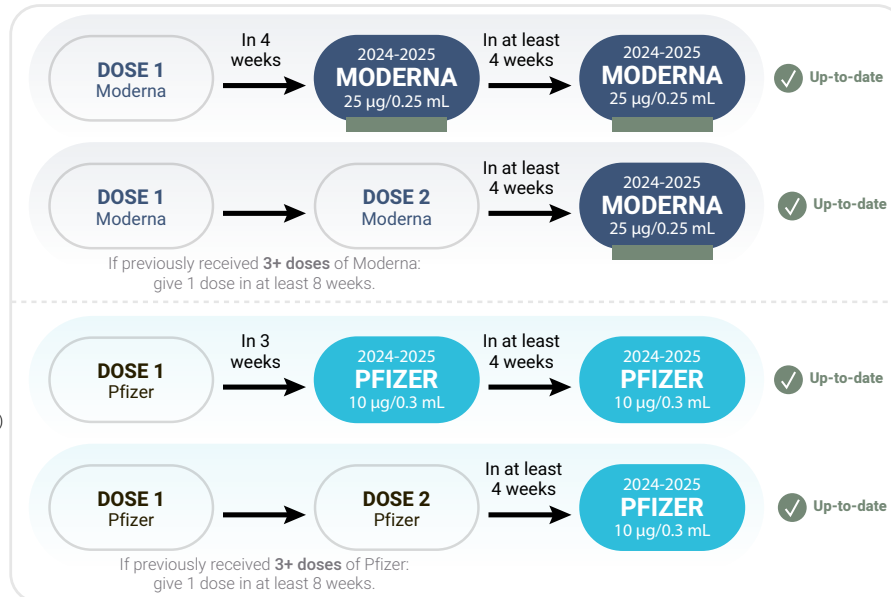 In 4
weeks
In at least
4 weeks
DOSE 1
Moderna
2024-2025
MODERNA
25 µg/0.25 mL
2024-2025
MODERNA
25 µg/0.25 mL
Up-to-date
In at least
4 weeks
DOSE 1
Moderna
DOSE 2
Moderna
2024-2025
MODERNA
25 µg/0.25 mL
Up-to-date
If previously received 3+ doses of Moderna:
give 1 dose in at least 8 weeks.
In 3
weeks
In at least
4 weeks
DOSE 1
Pfizer
2024-2025
PFIZER
10 µg/0.3 mL
2024-2025
PFIZER
10 µg/0.3 mL
Up-to-date
)
In at least
4 weeks
DOSE 1
Pfizer
DOSE 2
Pfizer
2024-2025
PFIZER
10 µg/0.3 mL
Up-to-date
If previously received 3+ doses of Pfizer:
give 1 dose in at least 8 weeks.